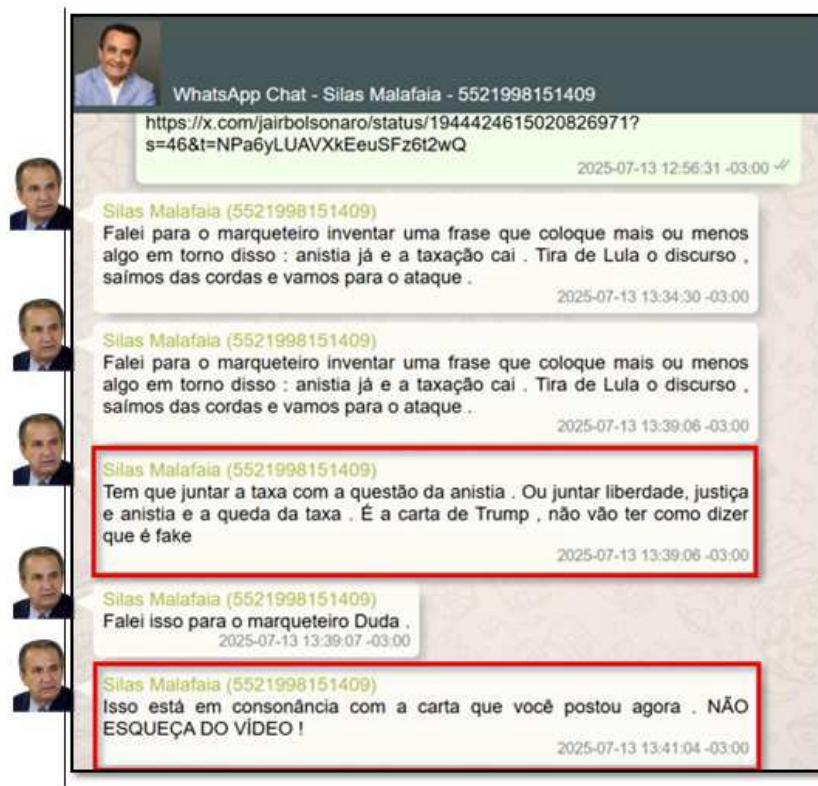 WhatsApp Chat - Silas Malafaia - 5521998151409
https://x.com/jairbolsonaro/status/1944424615020826971?
s=46&t=NPa6yLUAVXkEeuSFz6t2wQ
2025-07-13 12:56:31 -03:00
Silas Malafaia (5521998151409)
Falei para o marqueteiro inventar uma frase que coloque mais ou menos
algo em torno disso : anistia já e a taxação cai . Tira de Lula o discurso ,
saímos das cordas e vamos para o ataque .
2025-07-13 13:34:30 -03:00
Silas Malafaia (5521998151409)
Falei para o marqueteiro inventar uma frase que coloque mais ou menos
algo em torno disso : anistia já e a taxação cai . Tira de Lula o discurso ,
saímos das cordas e vamos para o ataque .
2025-07-13 13:39:06 -03:00
Silas Malafaia (5521998151409)
Tem que juntar a taxa com a questão da anistia . Ou juntar liberdade, justiça
e anistia e a queda da taxa . É a carta de Trump , não vão ter como dizer
que é fake
2025-07-13 13:39:06 -03:00
Silas Malafaia (5521998151409)
Falei isso para o marqueteiro Duda .
2025-07-13 13:39:07 -03:00
Silas Malafaia (5521998151409)
Isso está em consonância com a carta que você postou agora . NÃO
ESQUEÇA DO VÍDEO !
2025-07-13 13:41:04 -03:00